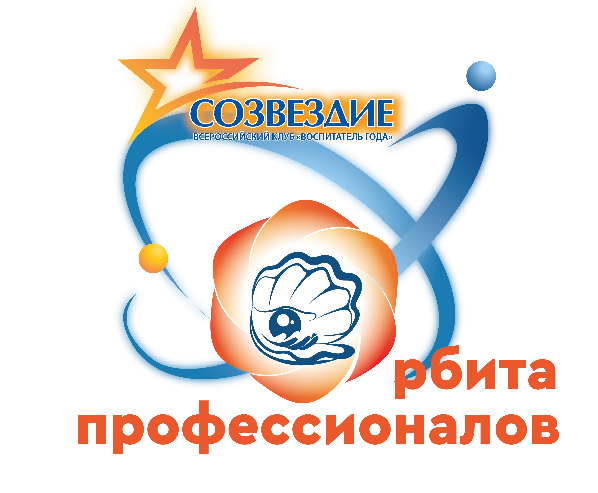 СОЗВЕЗДИЕ
ВСЕРОССИЙСКИЙ КЛУБ «ВОСПИТАТЕЛЬ ГОДА»
рбита
профессионалов